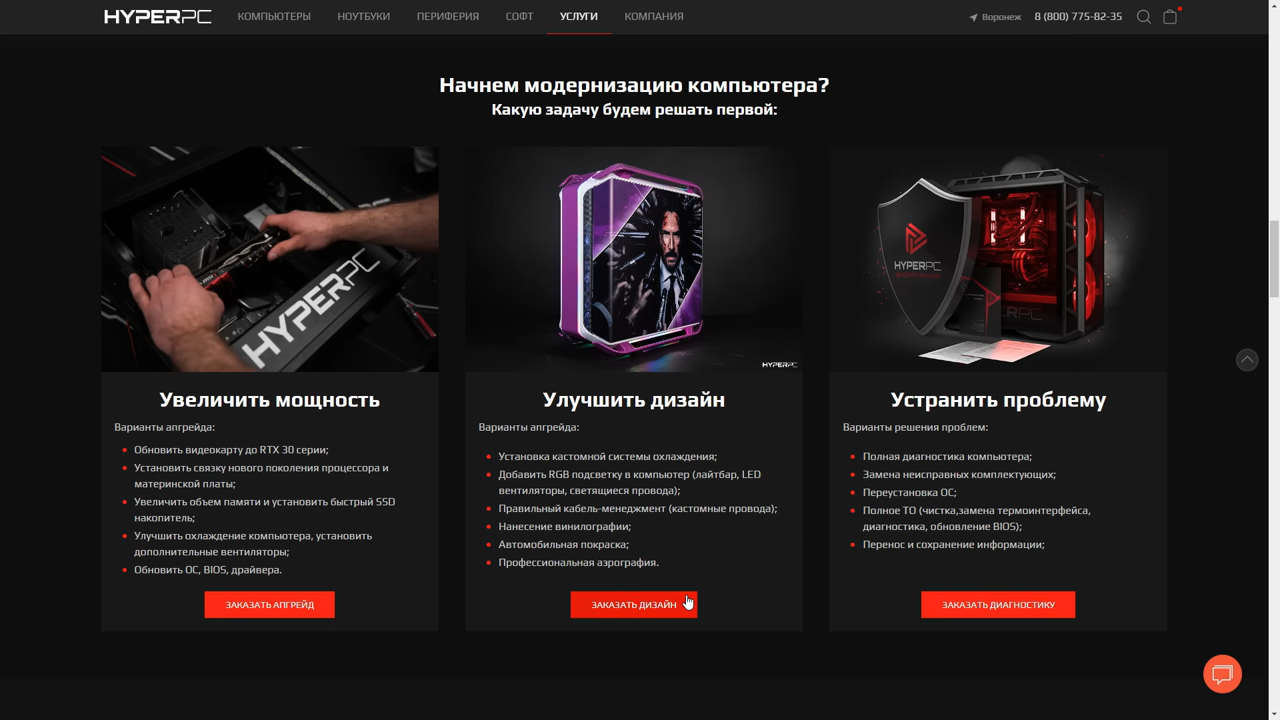 HYPERPC
КОМПЬЮТЕРЫ
НОУТБУКИ
ПЕРИФЕРИЯ
СОФТ
УСЛУГИ
КОМПАНИЯ
Воронеж
8 (800) 775-82-35
Начнем модернизацию компьютера?
Какую задачу будем решать первой:
HYPERPC
HYPERPC
HYPERPC
Увеличить мощность
Варианты апгрейда:
Обновить видеокарту до RTX 30 серии;
Установить связку нового поколения процессора и
материнской платы;
Увеличить объем памяти и установить быстрый SSD
накопитель;
Улучшить охлаждение компьютера, установить
дополнительные вентиляторы;
Обновить ОС, BIOS, драйвера.
ЗАКАЗАТЬ АПГРЕЙД
Улучшить дизайн
Варианты апгрейда:
Установка кастомной системы охлаждения;
Добавить RGB подсветку в компьютер (лайтбар, LED
вентиляторы, светящиеся провода);
Правильный кабель-менеджмент (кастомные провода);
Нанесение винилографии;
Автомобильная покраска;
Профессиональная аэрография.
ЗАКАЗАТЬ ДИЗАЙН
Устранить проблему
Варианты решения проблем:
Полная диагностика компьютера;
Замена неисправных комплектующих;
Переустановка ОС;
Полное ТО (чистка,замена термоинтерфейса,
диагностика, обновление BIOS);
Перенос и сохранение информации;
ЗАКАЗАТЬ ДИАГНОСТИКУ